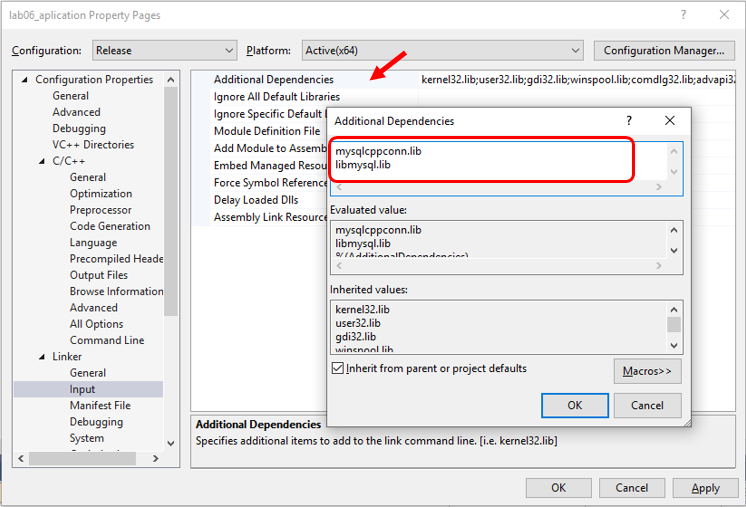 lab06_aplication Property Pages
? ×
Configuration: Release Platform: Active(x64) Configuration Manager...
Configuration Properties
General
Advanced
Debugging
VC++ Directories
C/C++
General
Optimization
Preprocessor
Code Generation
Language
Precompiled Heade
Output Files
Browse Information
Advanced
All Options
Command Line
Linker
General
Input
Manifest File
Debugging
System
Additional Dependencies kernel32.lib;user32.lib;gdi32.lib;winspool.lib;comdlg32.lib;advapi32
Ignore All Default Libraries
Ignore Specific Default L
Module Definition File
Add Module to Assemb
Embed Managed Resou
Force Symbol Reference
Delay Loaded Dlls
Assembly Link Resource
Additional Dependencies
? ×
mysqlcppconn.lib
libmysql.lib
Evaluated value:
mysqlcppconn.lib
libmysql.lib
%(AdditionalDependencies)
Inherited values:
kernel32.lib
user32.lib
gdi32.lib
winspool.lib
Inherit from parent or project defaults
Macros>>
OK Cancel
Additional Dependencies
Specifies additional items to add to the link command line. [i.e. kernel32.lib]
OK Cancel Apply